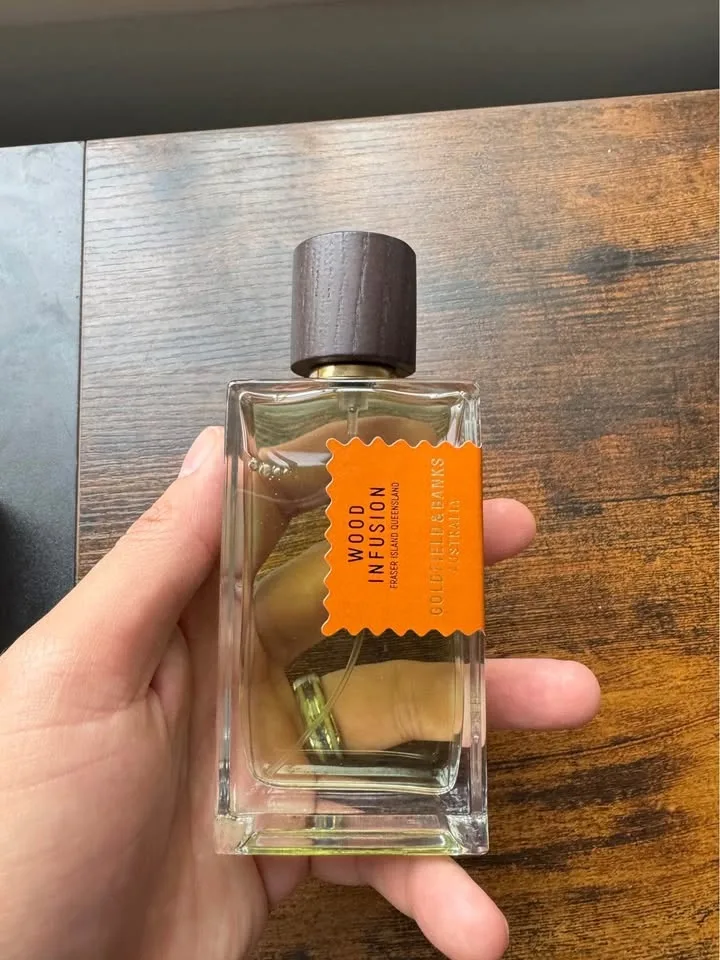 WOOD
INFUSION
FRASER ISLAND QUEENSLAND
GOLDFIELD & BANKS
AUSTRALIA